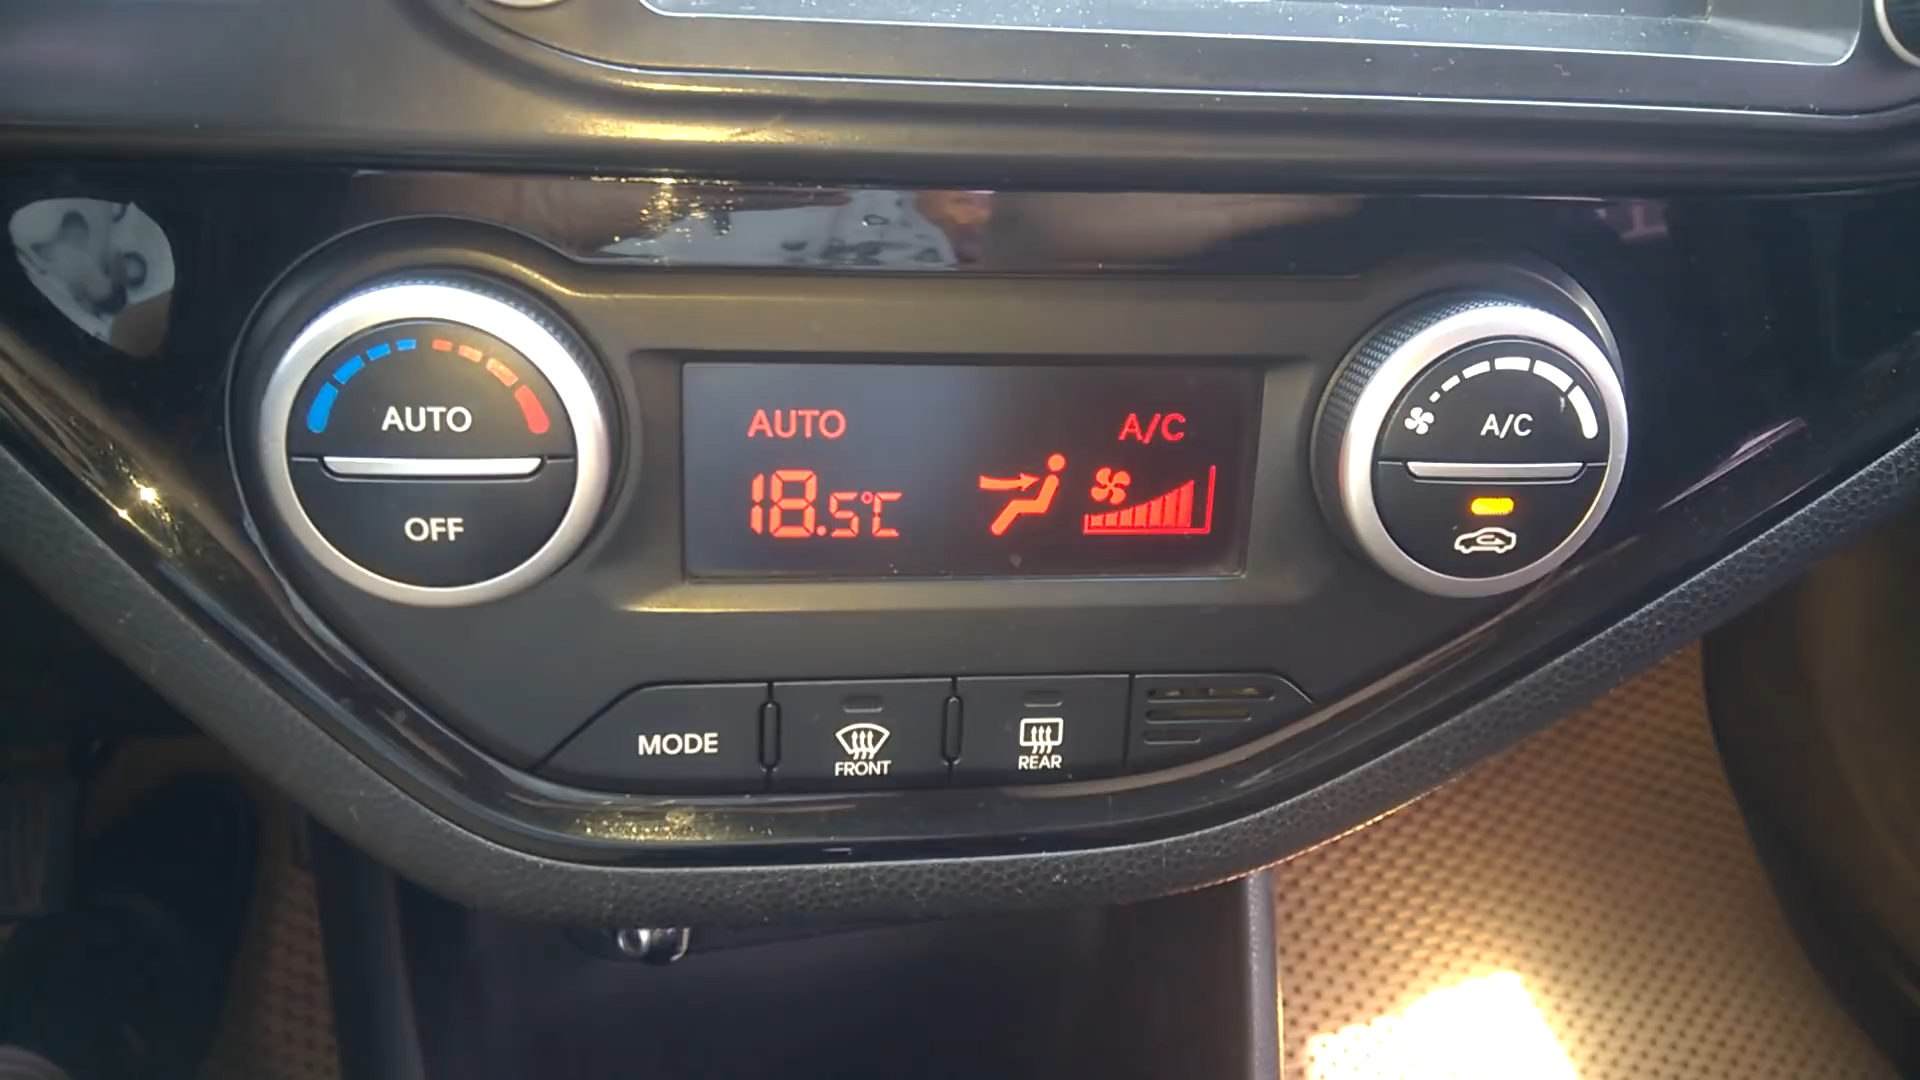 AUTO
OFF
AUTO
A/C
18.5°C
A/C
MODE
FRONT
REAR